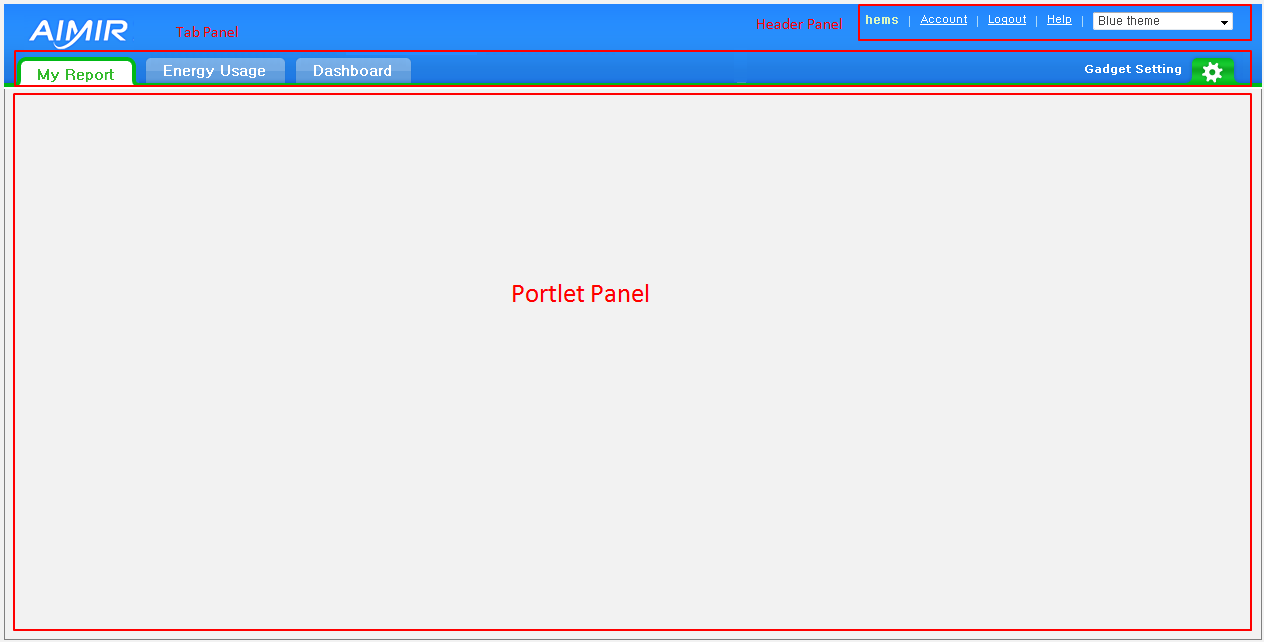 AIMIR
Tab Panel
Header Panel
hems | Account | Logout | Help | Blue theme
My Report
Energy Usage
Dashboard
Gadget Setting
Portlet Panel